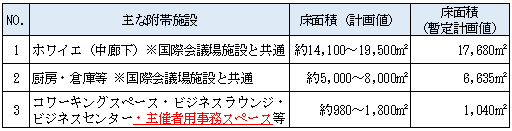 NO. 主な附帯施設 床面積（計画値） 床面積
（暫定計画値）
1 ホワイエ（中廊下）※国際会議場施設と共通 約14,100～19,500㎡ 17,680㎡
2 厨房・倉庫等 ※国際会議場施設と共通 約5,000～8,000㎡ 6,635㎡
3 コワーキングスペース・ビジネスラウンジ・
ビジネスセンター・主催者用事務スペース等 約980～1,800㎡ 1,040㎡